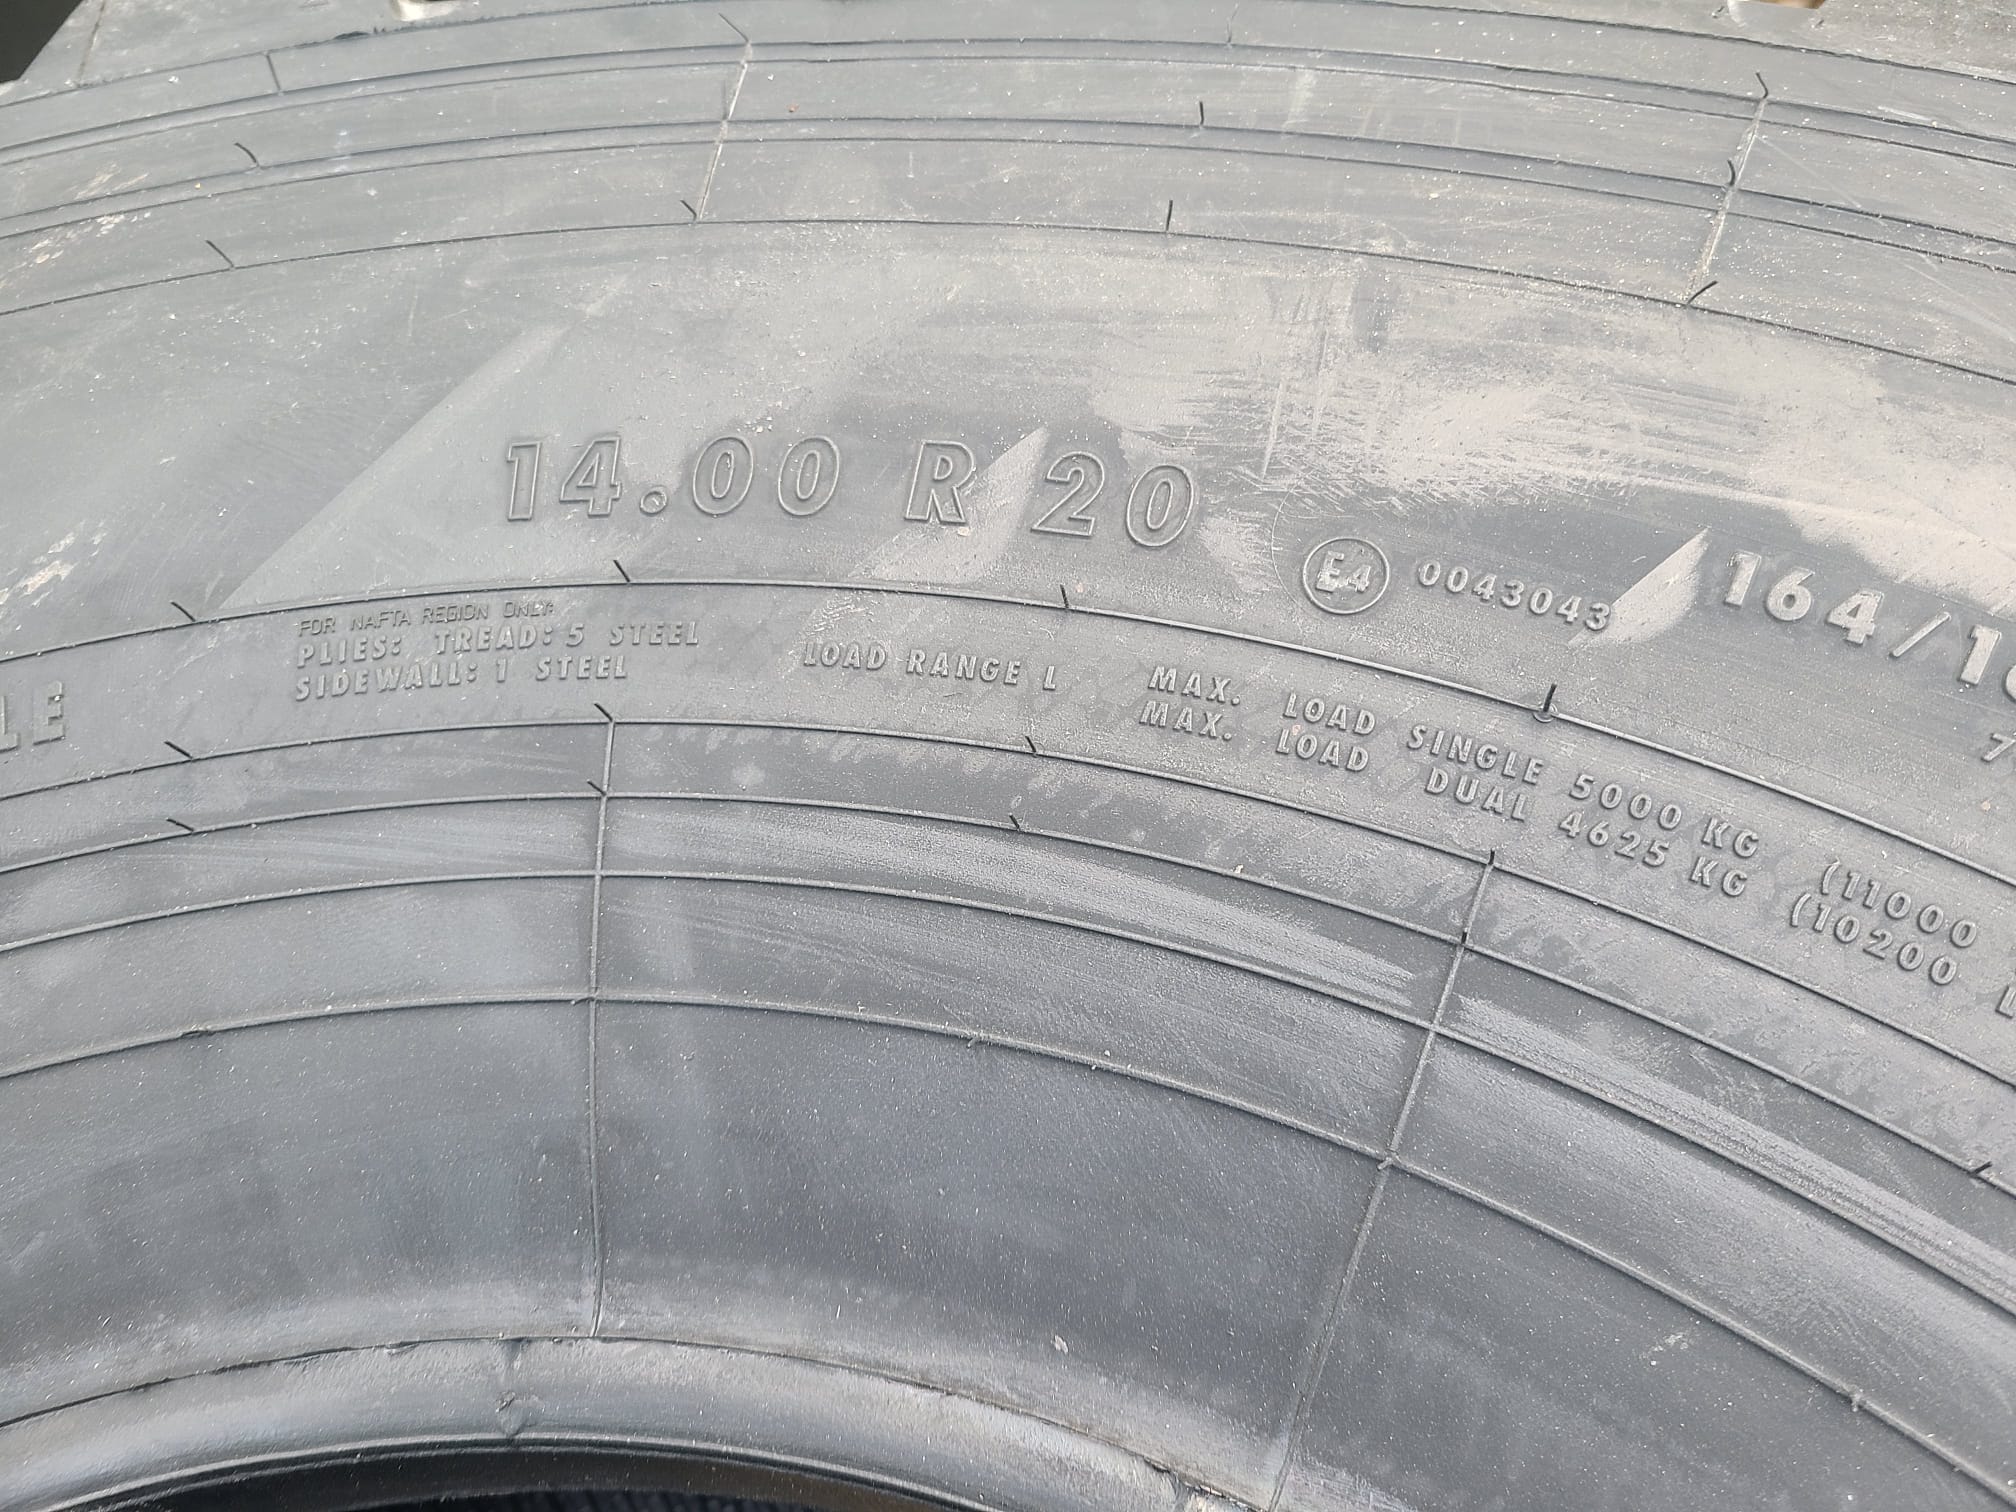 14.00 R 20
E4 0043043
164/1
FOR NAFTA REGION ONLY:
PLIES: TREAD: 5 STEEL
SIDEWALL: 1 STEEL
LOAD RANGE L
MAX. LOAD SINGLE 5000 KG (11000
MAX. LOAD DUAL 4625 KG (10200
LE